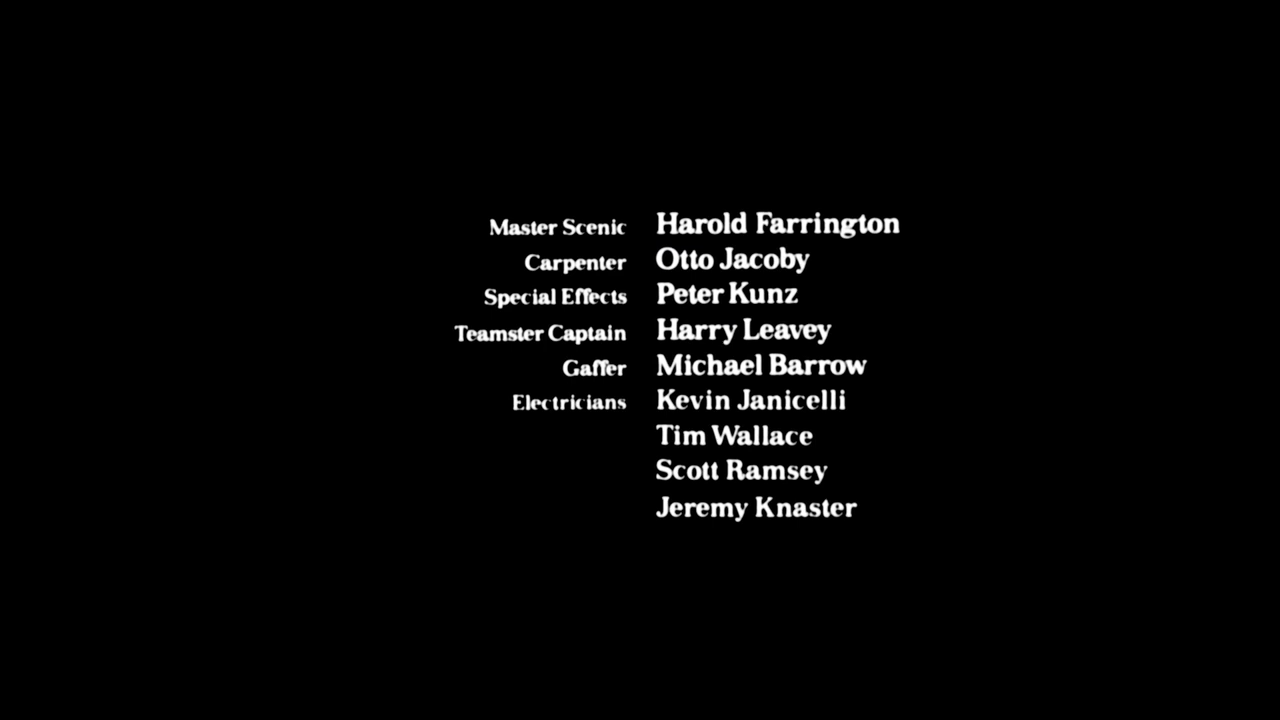 Master Scenic Harold Farrington
Carpenter Otto Jacoby
Special Effects Peter Kunz
Teamster Captain Harry Leavey
Gaffer Michael Barrow
Electricians Kevin Janicelli
Tim Wallace
Scott Ramsey
Jeremy Knaster